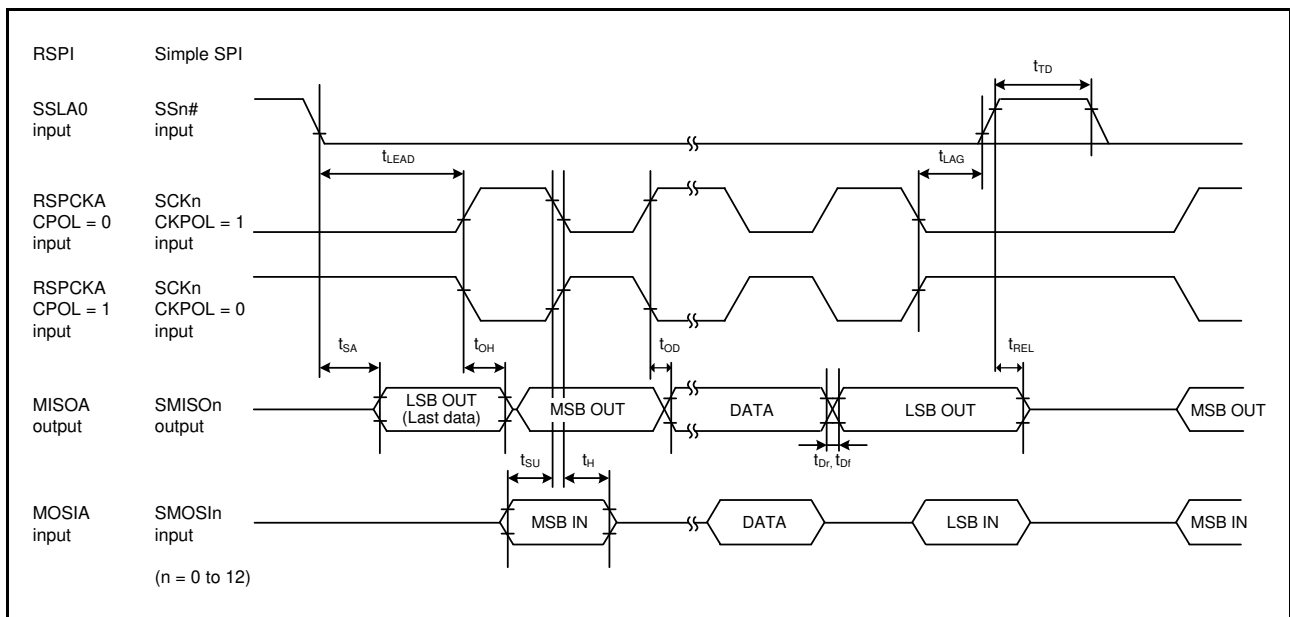 RSPI Simple SPI
tTD
SSLA0 SSn#
input input
tLEAD tLAG
RSPCKA SCKn
CPOL = 0 CKPOL = 1
input input
RSPCKA SCKn
CPOL = 1 CKPOL = 0
input input
tSA tOH tOD tREL
MISOA SMISOn
output output
LSB OUT
(Last data)
MSB OUT DATA LSB OUT MSB OUT
tSU tH tDr, tDf
MOSIA SMOSIn
input input
MSB IN DATA LSB IN MSB IN
(n = 0 to 12)